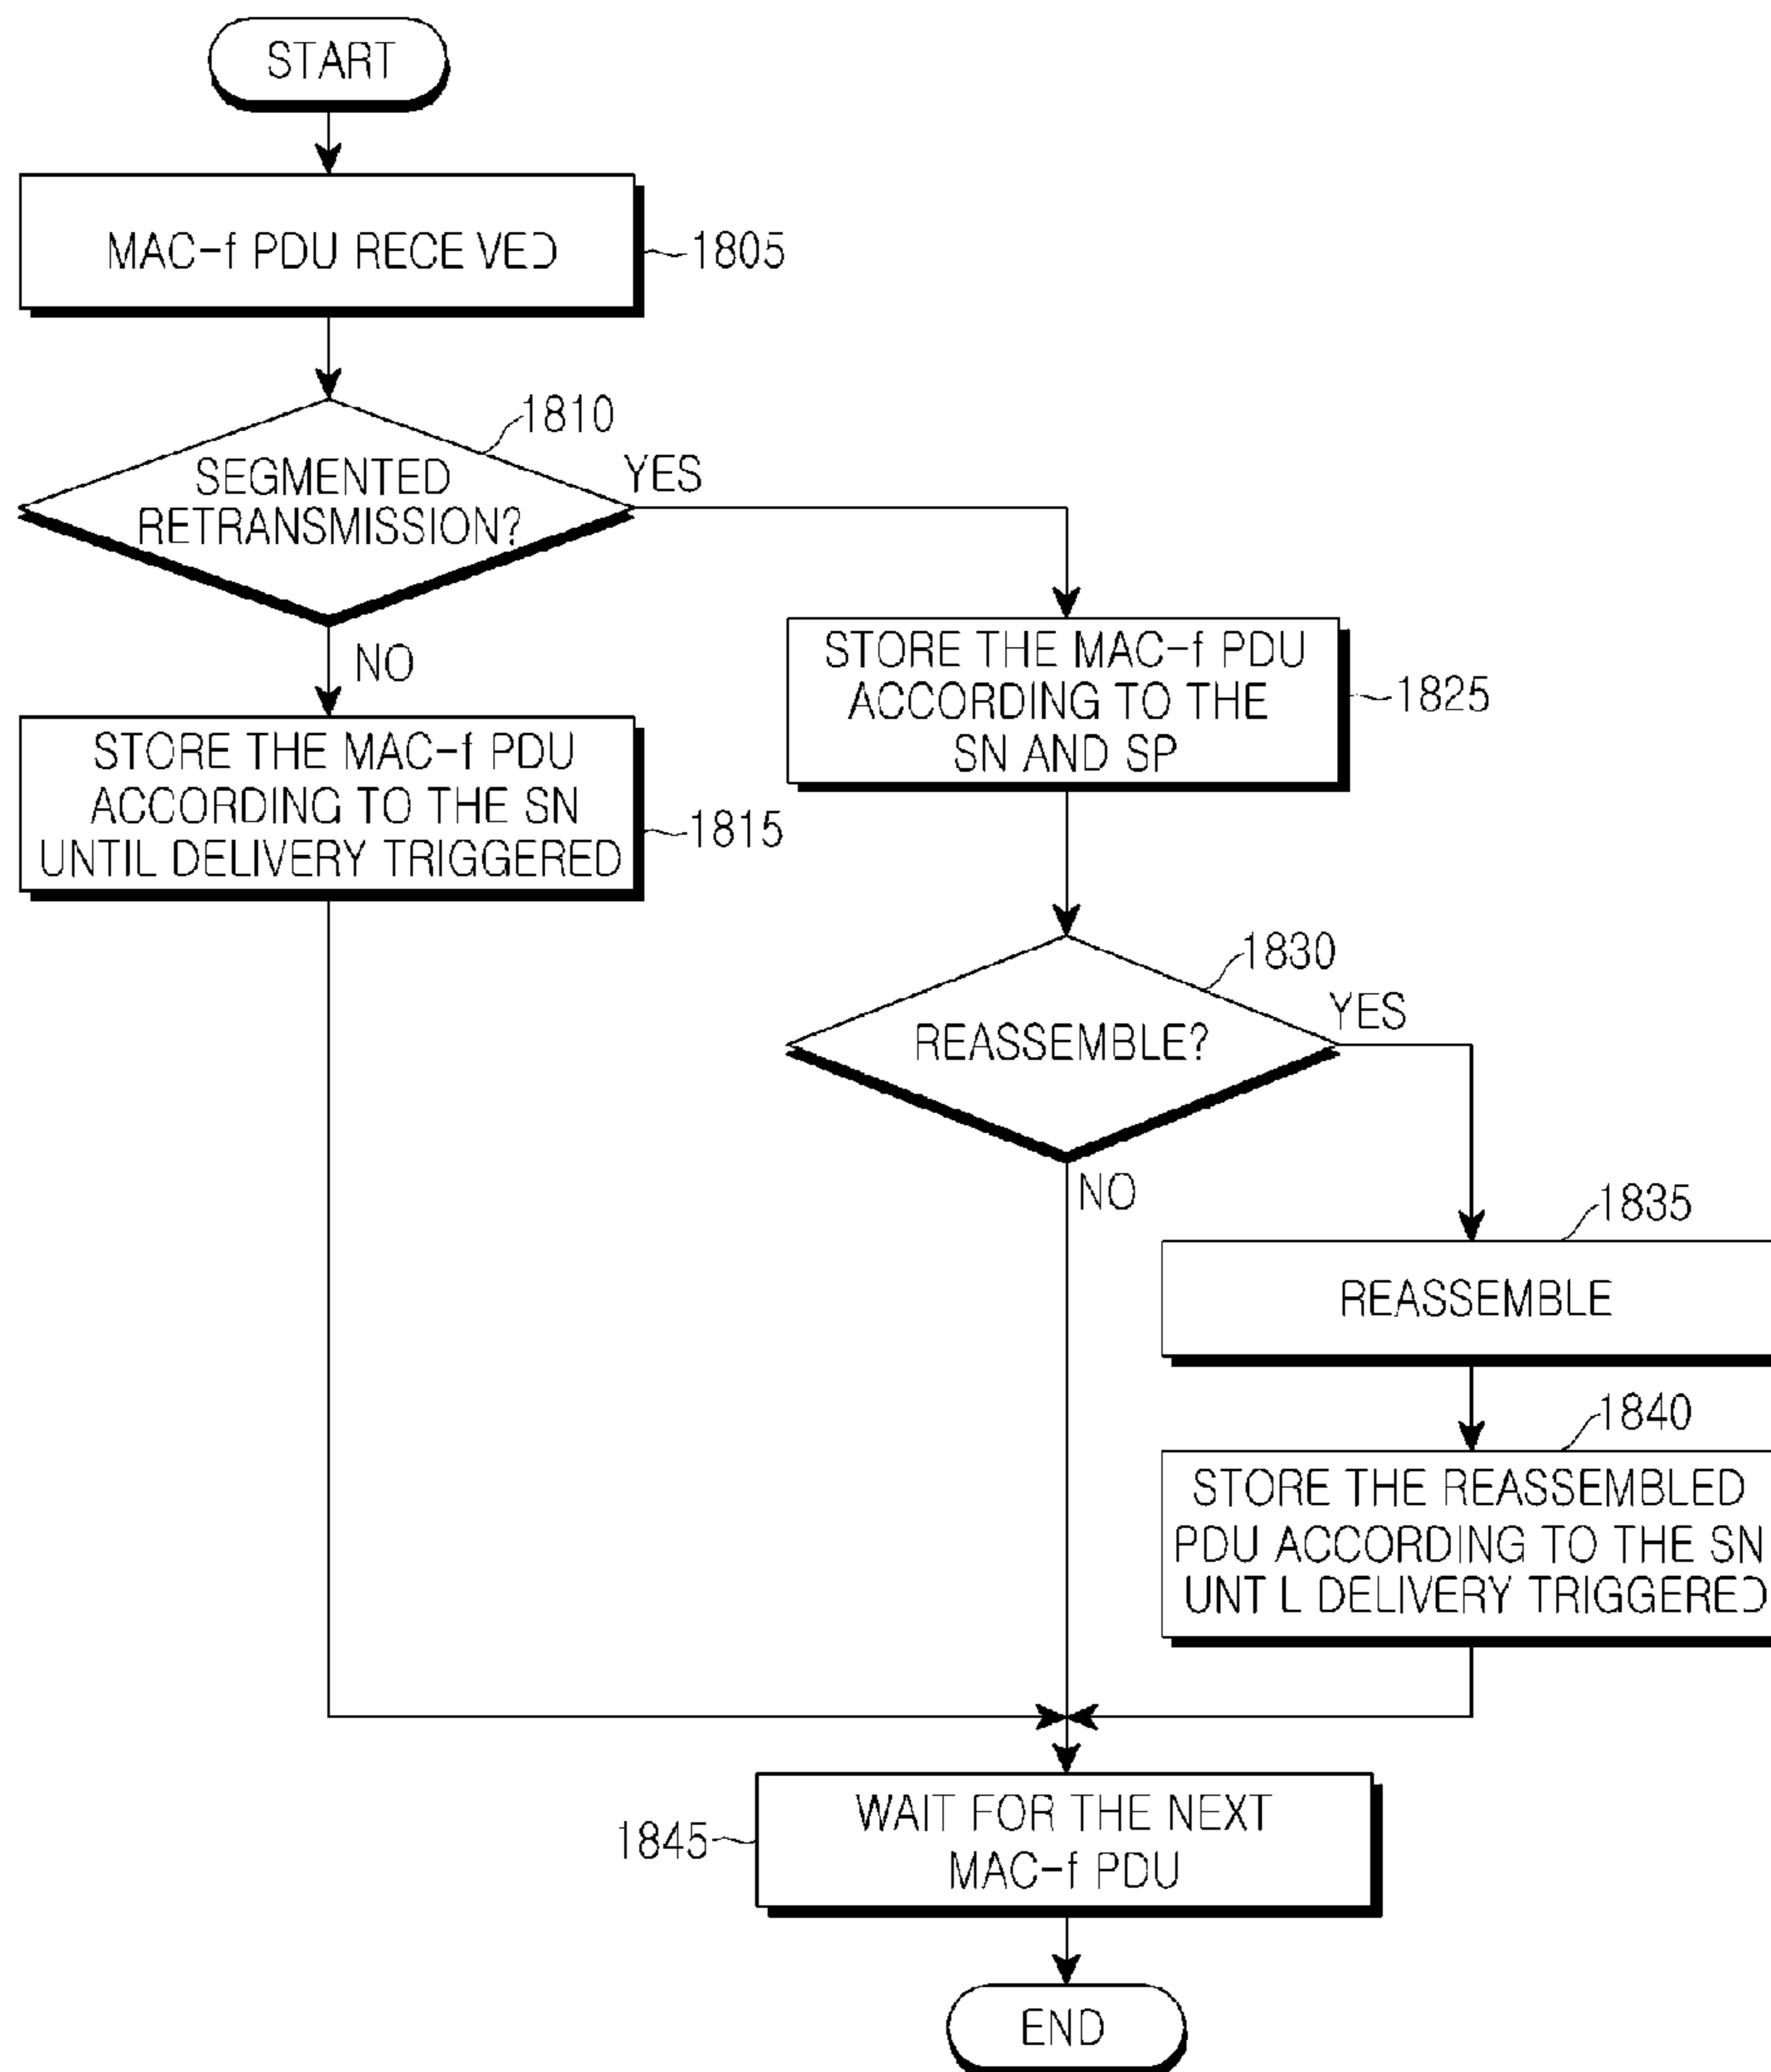 START
MAC-f PDU RECE VED
1805
1810
SEGMENTED
RETRANSMISSION?
YES
NO
STORE THE MAC-f PDU
ACCORDING TO THE SN
UNTIL DELIVERY TRIGGERED
1815
STORE THE MAC-f PDU
ACCORDING TO THE
SN AND SP
1825
1830
REASSEMBLE?
YES
NO
1835
REASSEMBLE
1840
STORE THE REASSEMBLED
PDU ACCORDING TO THE SN
UNT L DELIVERY TRIGGERED
1845
WAIT FOR THE NEXT
MAC-f PDU
END